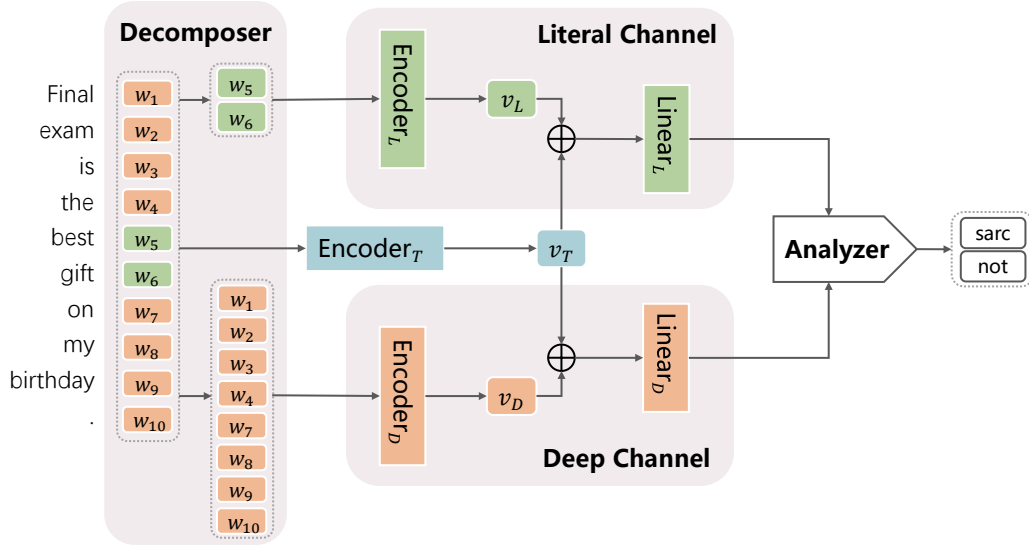 Decomposer
Literal Channel
Final
exam
is
the
best
gift
on
my
birthday
.
w1
w2
w3
w4
w5
w6
w7
w8
w9
w10
w5
w6
w1
w2
w3
w4
w7
w8
w9
w10
EncoderL
vL
LinearL
EncoderT
vT
EncoderD
vD
LinearD
Deep Channel
Analyzer
sarc
not